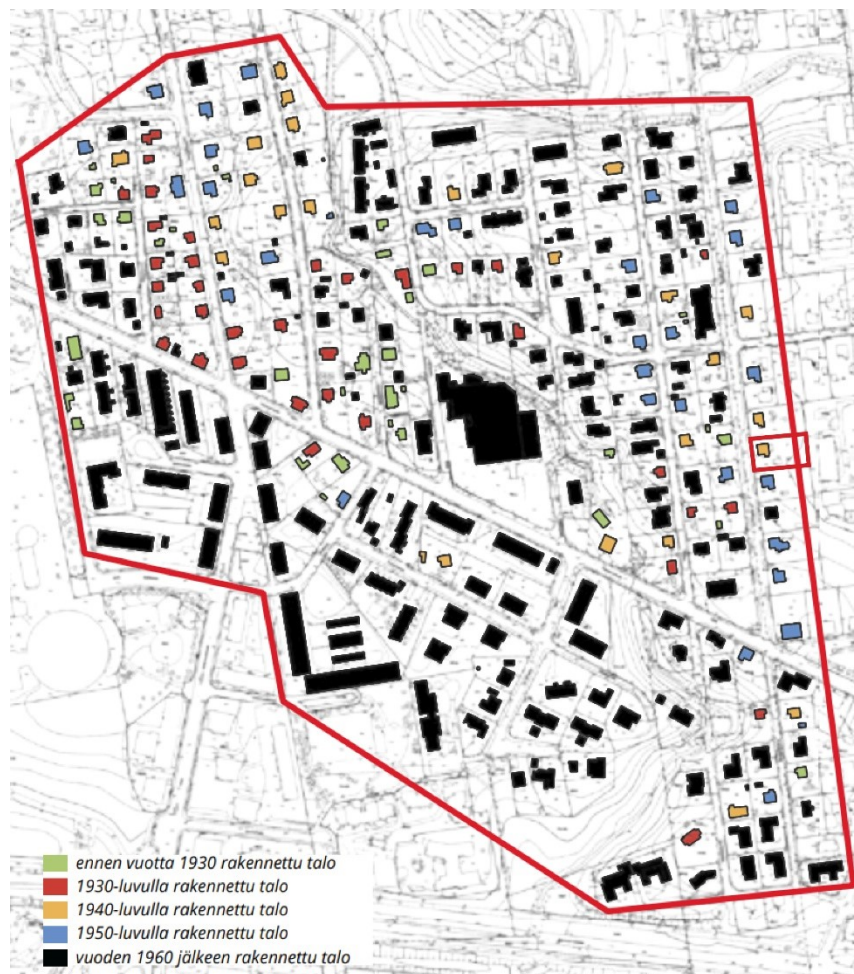 ennen vuotta 1930 rakennettu talo
1930-luvulla rakennettu talo
1940-luvulla rakennettu talo
1950-luvulla rakennettu talo
vuoden 1960 jälkeen rakennettu talo